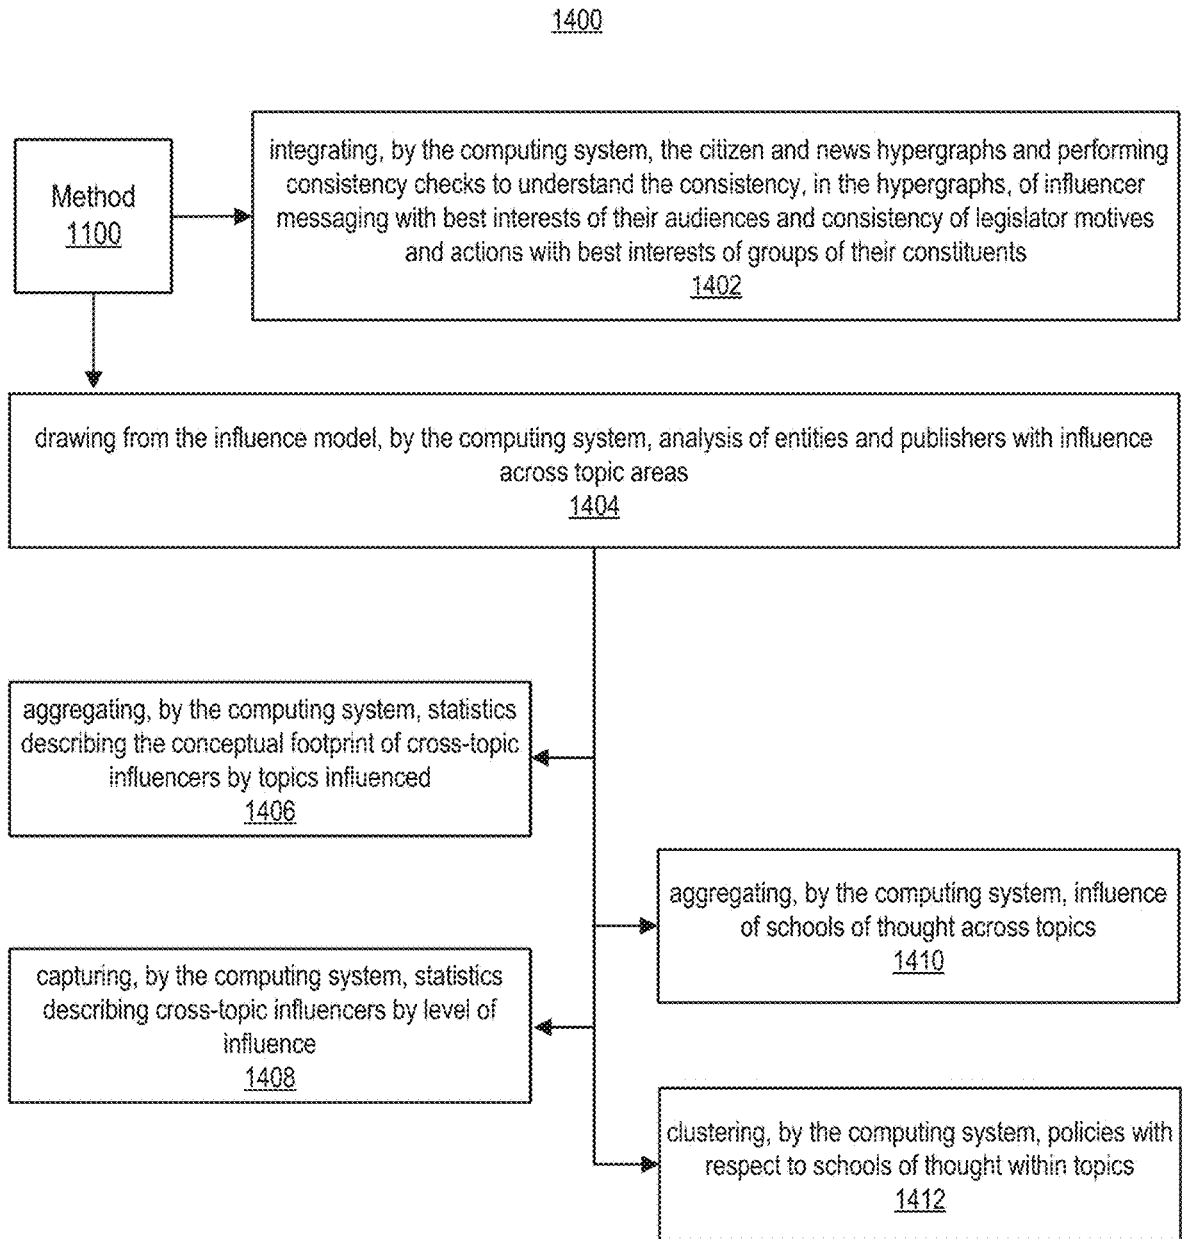 1400
Method
1100
integrating, by the computing system, the citizen and news hypergraphs and performing
consistency checks to understand the consistency, in the hypergraphs, of influencer
messaging with best interests of their audiences and consistency of legislator motives
and actions with best interests of groups of their constituents
1402
drawing from the influence model, by the computing system, analysis of entities and publishers with influence
across topic areas
1404
aggregating, by the computing system, statistics
describing the conceptual footprint of cross-topic
influencers by topics influenced
1406
aggregating, by the computing system, influence
of schools of thought across topics
1410
capturing, by the computing system, statistics
describing cross-topic influencers by level of
influence
1408
clustering, by the computing system, policies with
respect to schools of thought within topics
1412